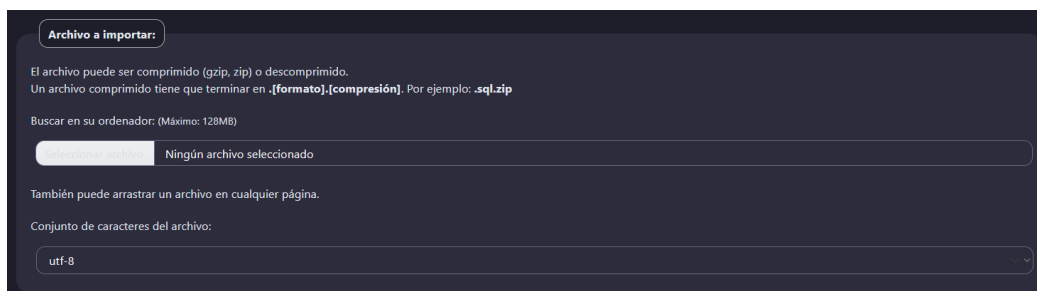 Archivo a importar:
El archivo puede ser comprimido (gzip, zip) o descomprimido.
Un archivo comprimido tiene que terminar en .[formato].[compresión]. Por ejemplo: .sql.zip
Buscar en su ordenador: (Máximo: 128MB)
Seleccionar archivo Ningún archivo seleccionado
También puede arrastrar un archivo en cualquier página.
Conjunto de caracteres del archivo:
utf-8